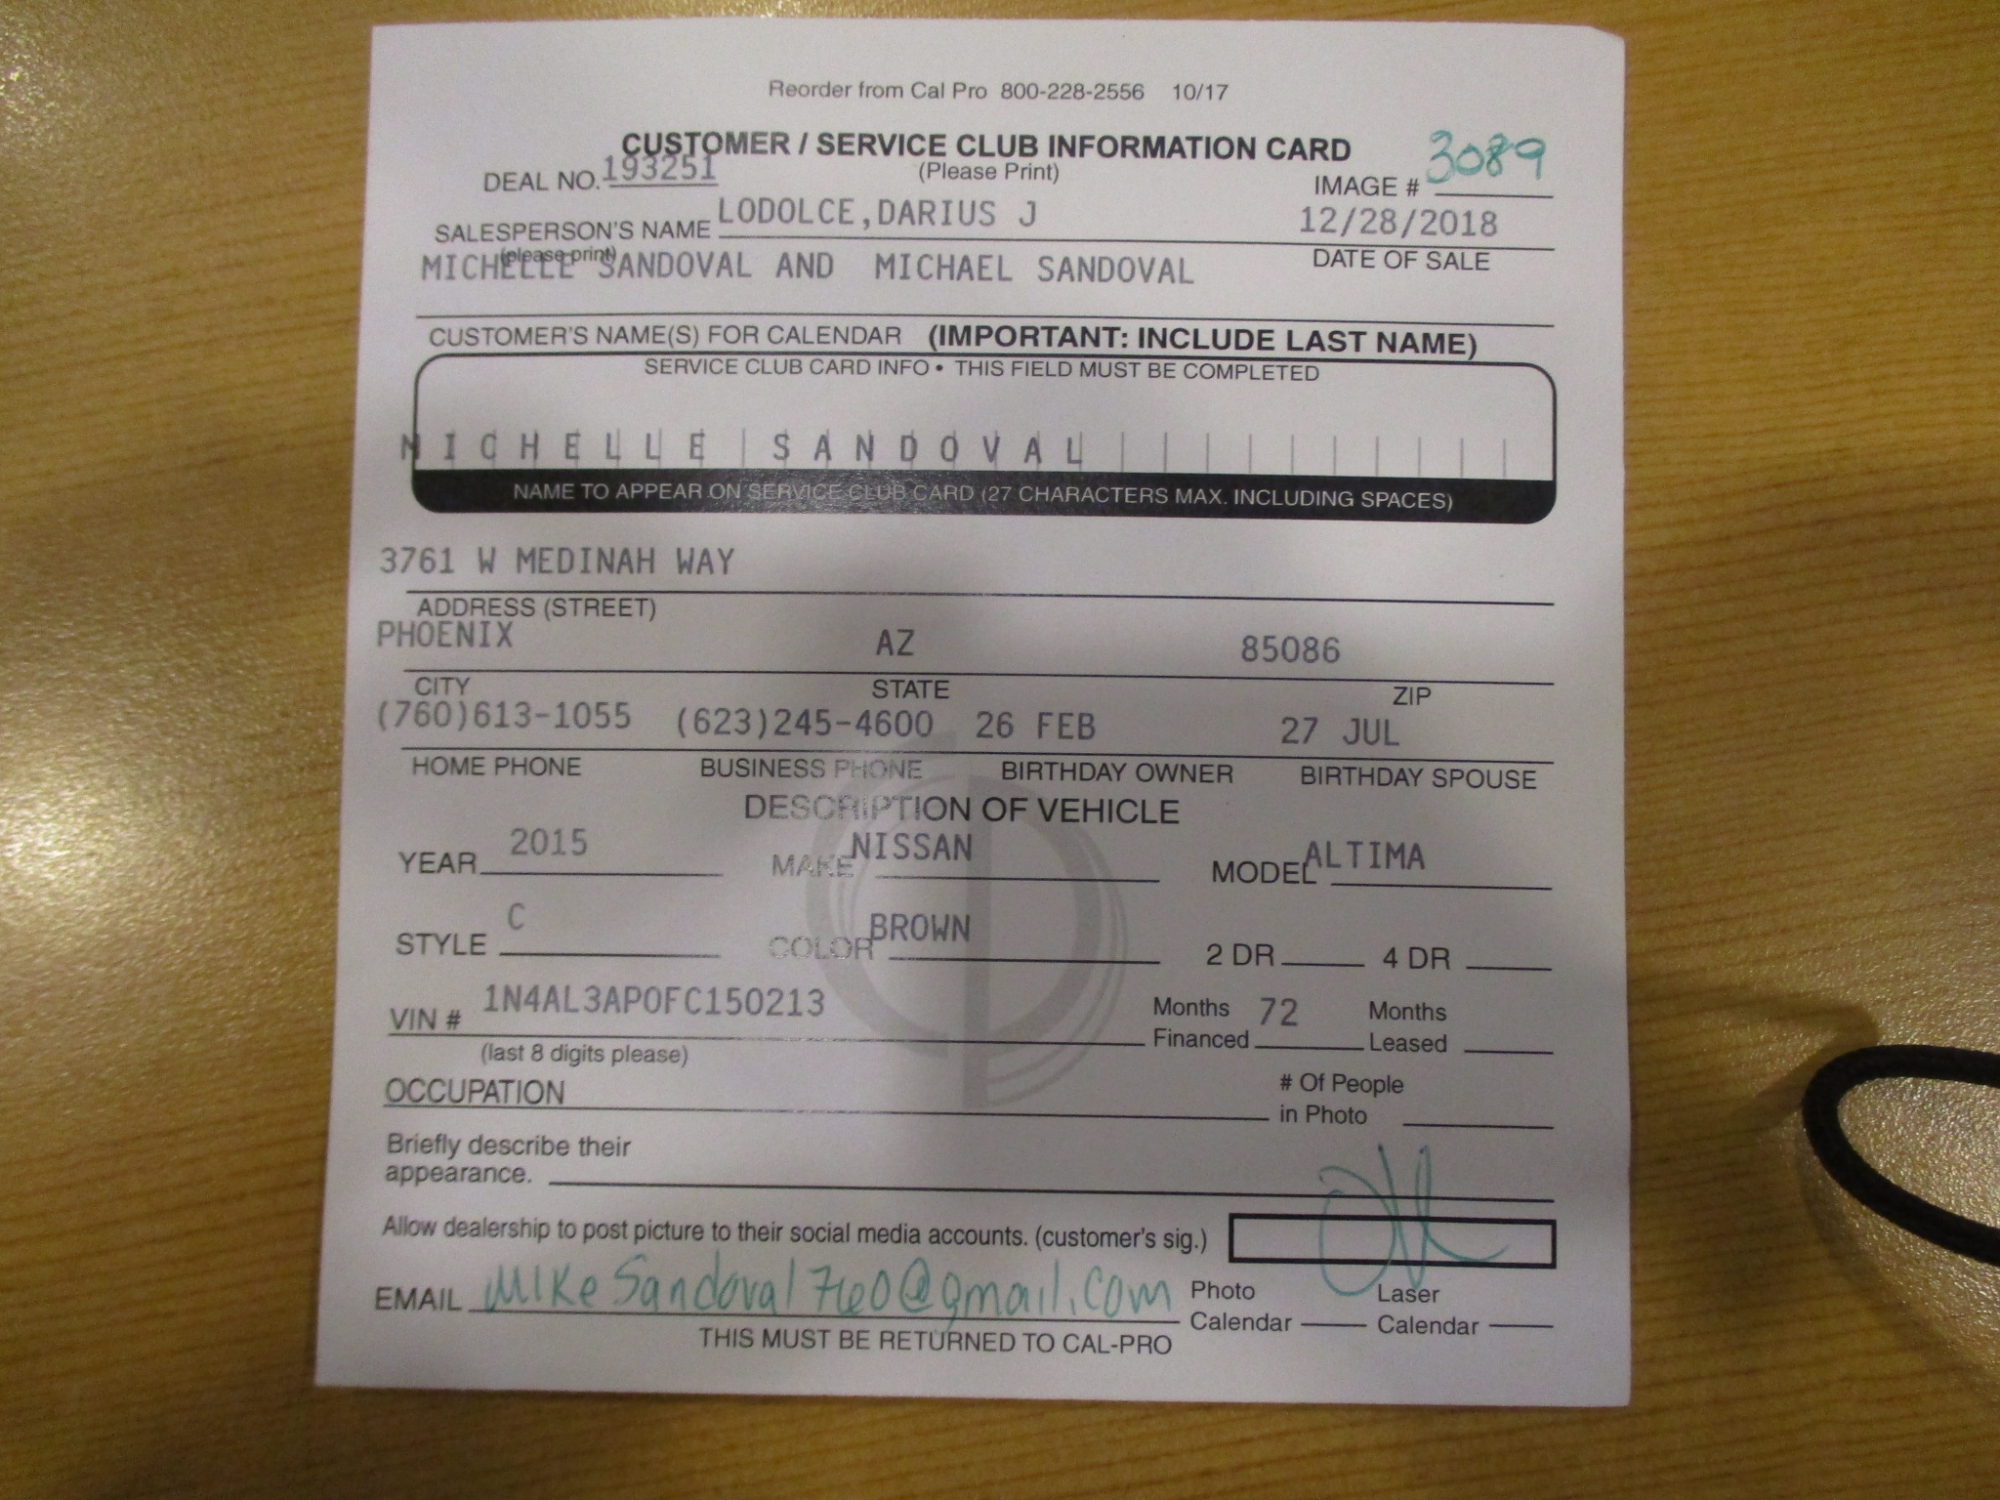 Reorder from Cal Pro 800-228-2556 10/17
CUSTOMER / SERVICE CLUB INFORMATION CARD
DEAL NO. 193251 (Please Print) IMAGE # 3089
SALESPERSON'S NAME LODOLCE,DARIUS J 12/28/2018
(please print) DATE OF SALE
MICHELLE SANDOVAL AND MICHAEL SANDOVAL
CUSTOMER'S NAME(S) FOR CALENDAR (IMPORTANT: INCLUDE LAST NAME)
SERVICE CLUB CARD INFO • THIS FIELD MUST BE COMPLETED
MICHELLE SANDOVAL
NAME TO APPEAR ON SERVICE CLUB CARD (27 CHARACTERS MAX. INCLUDING SPACES)
3761 W MEDINAH WAY
ADDRESS (STREET)
PHOENIX AZ 85086
CITY STATE ZIP
(760)613-1055 (623)245-4600 26 FEB 27 JUL
HOME PHONE BUSINESS PHONE BIRTHDAY OWNER BIRTHDAY SPOUSE
DESCRIPTION OF VEHICLE
YEAR 2015 MAKE NISSAN MODEL ALTIMA
STYLE C COLOR BROWN 2 DR 4 DR
VIN # 1N4AL3AP0FC150213 Months Financed 72 Months Leased
(last 8 digits please)
OCCUPATION # Of People in Photo
Briefly describe their
appearance.
Allow dealership to post picture to their social media accounts. (customer's sig.)
EMAIL MikeSandoval760@gmail.com Photo Calendar Laser Calendar
THIS MUST BE RETURNED TO CAL-PRO